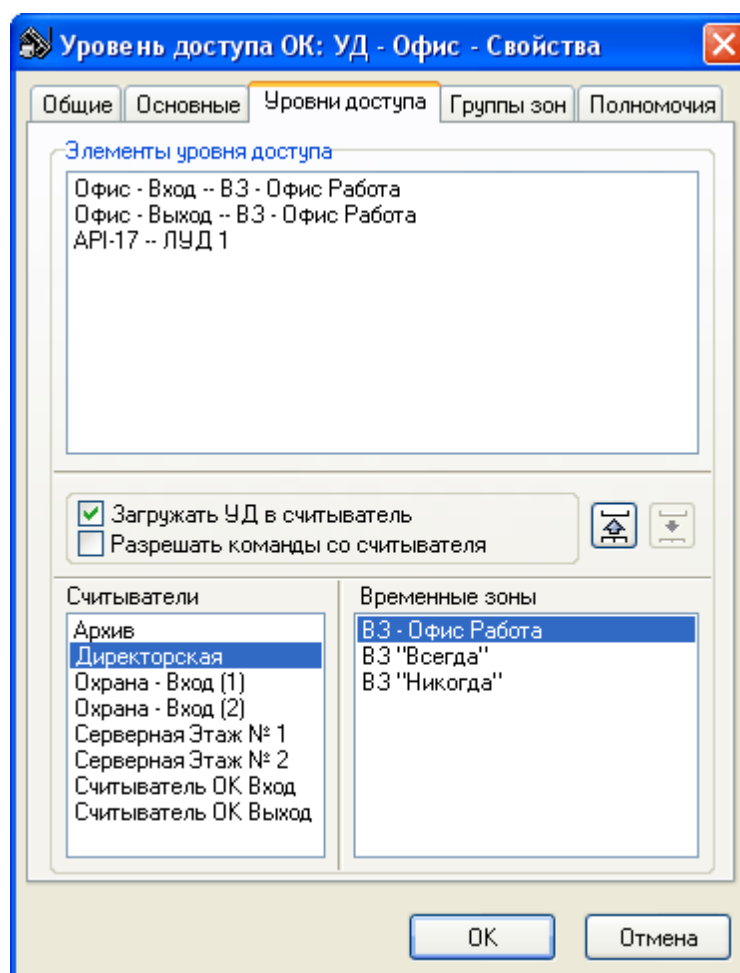 Уровень доступа ОК: УД - Офис - Свойства
Общие Основные Уровни доступа Группы зон Полномочия
Элементы уровня доступа
Офис - Вход -- ВЗ - Офис Работа
Офис - Выход -- ВЗ - Офис Работа
API-17 -- ЛУД 1
Загружать УД в считыватель
Разрешать команды со считывателя
Считыватели
Архив
Директорская
Охрана - Вход (1)
Охрана - Вход (2)
Серверная Этаж № 1
Серверная Этаж № 2
Считыватель ОК Вход
Считыватель ОК Выход
Временные зоны
ВЗ - Офис Работа
ВЗ "Всегда"
ВЗ "Никогда"
ОК Отмена